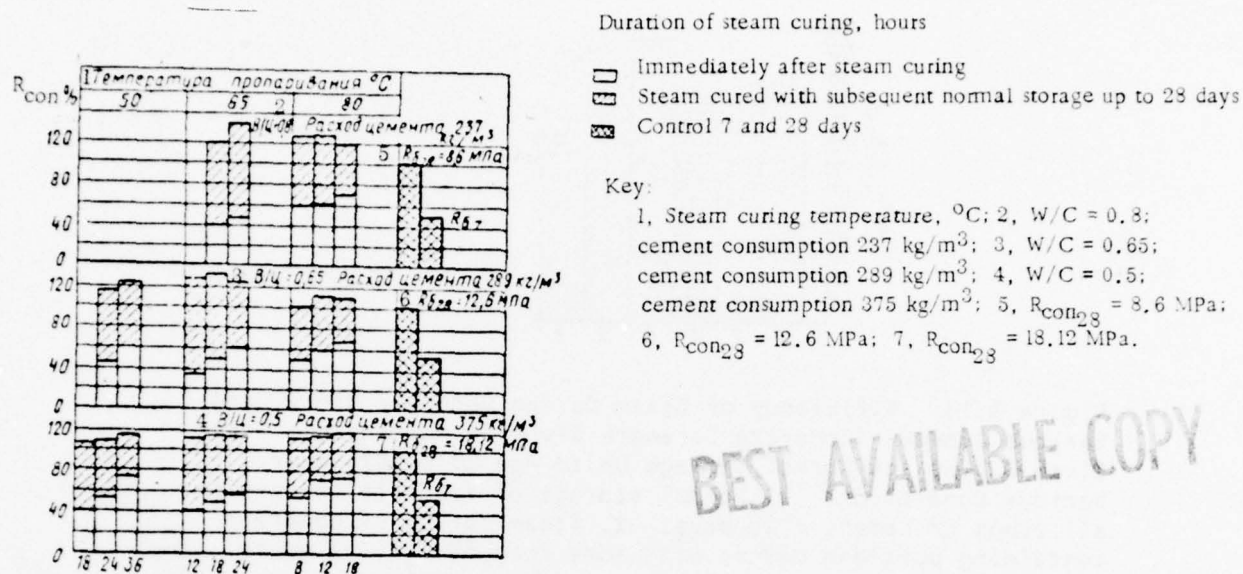 Duration of steam curing, hours
Immediately after steam curing
Steam cured with subsequent normal storage up to 28 days
Control 7 and 28 days
Key:
1, Steam curing temperature, °C; 2, W/C = 0.8;
cement consumption 237 kg/m³; 3, W/C = 0.65;
cement consumption 289 kg/m³; 4, W/C = 0.5;
cement consumption 375 kg/m³; 5, Rcon28 = 8.6 MPa;
6, Rcon28 = 12.6 MPa; 7, Rcon28 = 18.12 MPa.
BEST AVAILABLE COPY
Rcon%
1 Температура пропаривания °C
50 65 2 80
В/Ц=0,8 Расход цемента 237
кг/м³
5 Rб28=8,6 МПа
Rб7
120
80
40
0
3 В/Ц=0,65 Расход цемента 289 кг/м³
6 Rб28=12,6 МПа
120
80
40
0
4 В/Ц=0,5 Расход цемента 375 кг/м³
7 Rб28=18,12 МПа
Rб7
120
80
40
0
18 24 36 12 18 24 8 12 18